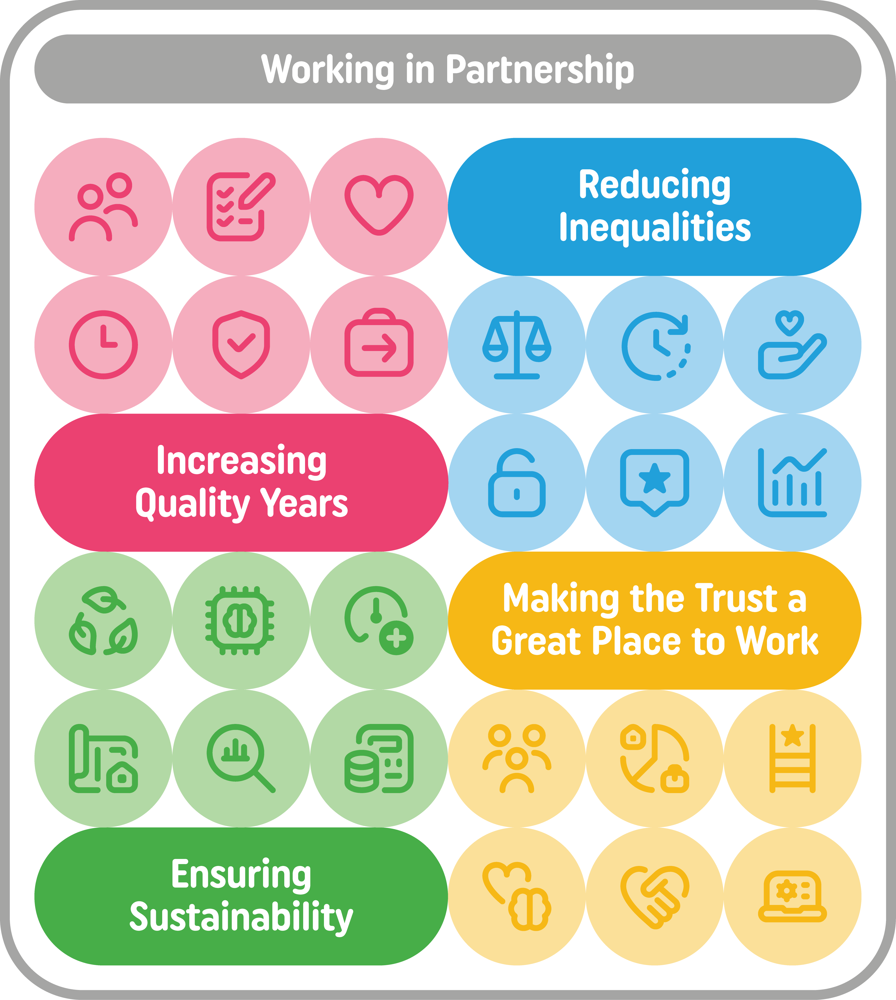 Working in Partnership
Reducing
Inequalities
Increasing
Quality Years
Making the Trust a
Great Place to Work
Ensuring
Sustainability